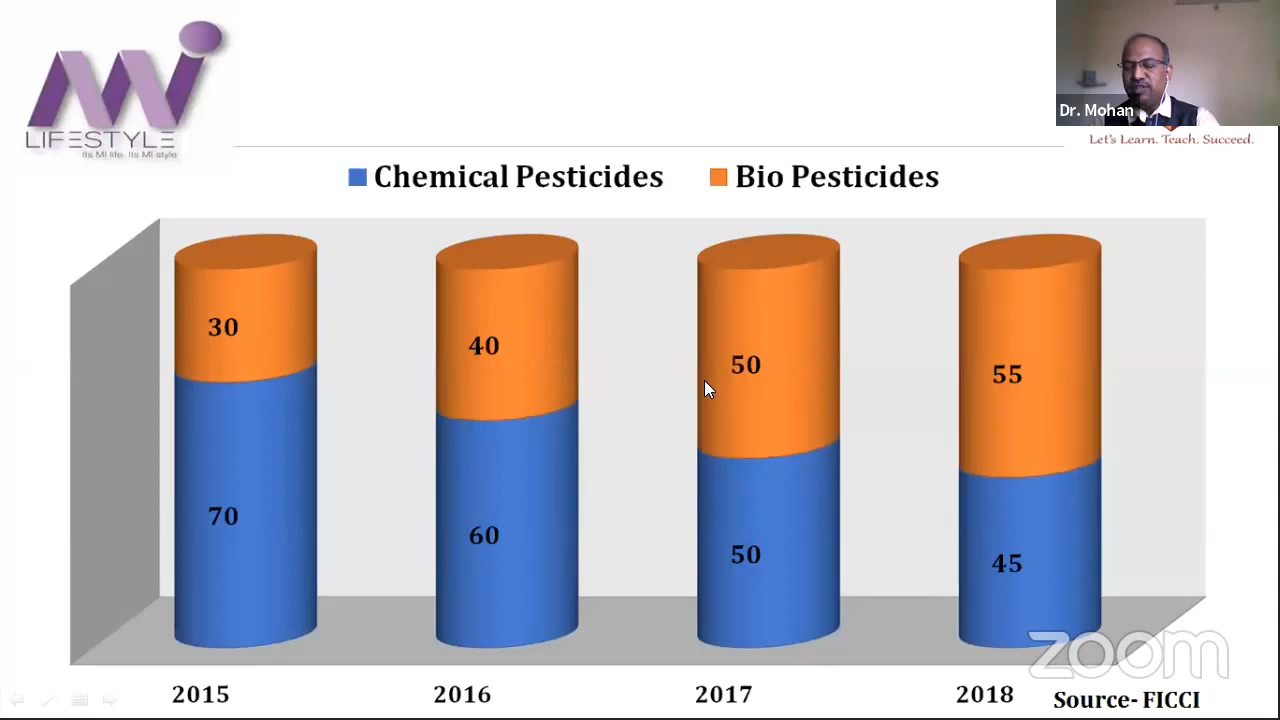 Mi
LIFESTYLE
Its Mi life. Its Mi style
Dr. Mohan
Let's Learn. Teach. Succeed.
Chemical Pesticides
Bio Pesticides
30
40
50
55
70
60
50
45
2015
2016
2017
2018
Source- FICCI
zoom